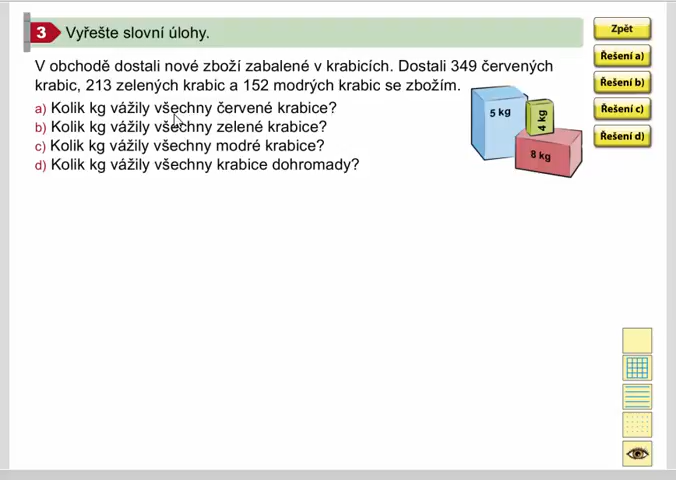 3 Vyřešte slovní úlohy.
V obchodě dostali nové zboží zabalené v krabicích. Dostali 349 červených
krabic, 213 zelených krabic a 152 modrých krabic se zbožím.
a) Kolik kg vážily všechny červené krabice?
b) Kolik kg vážily všechny zelené krabice?
c) Kolik kg vážily všechny modré krabice?
d) Kolik kg vážily všechny krabice dohromady?
5 kg
4 kg
8 kg
Zpět
Řešení a)
Řešení b)
Řešení c)
Řešení d)